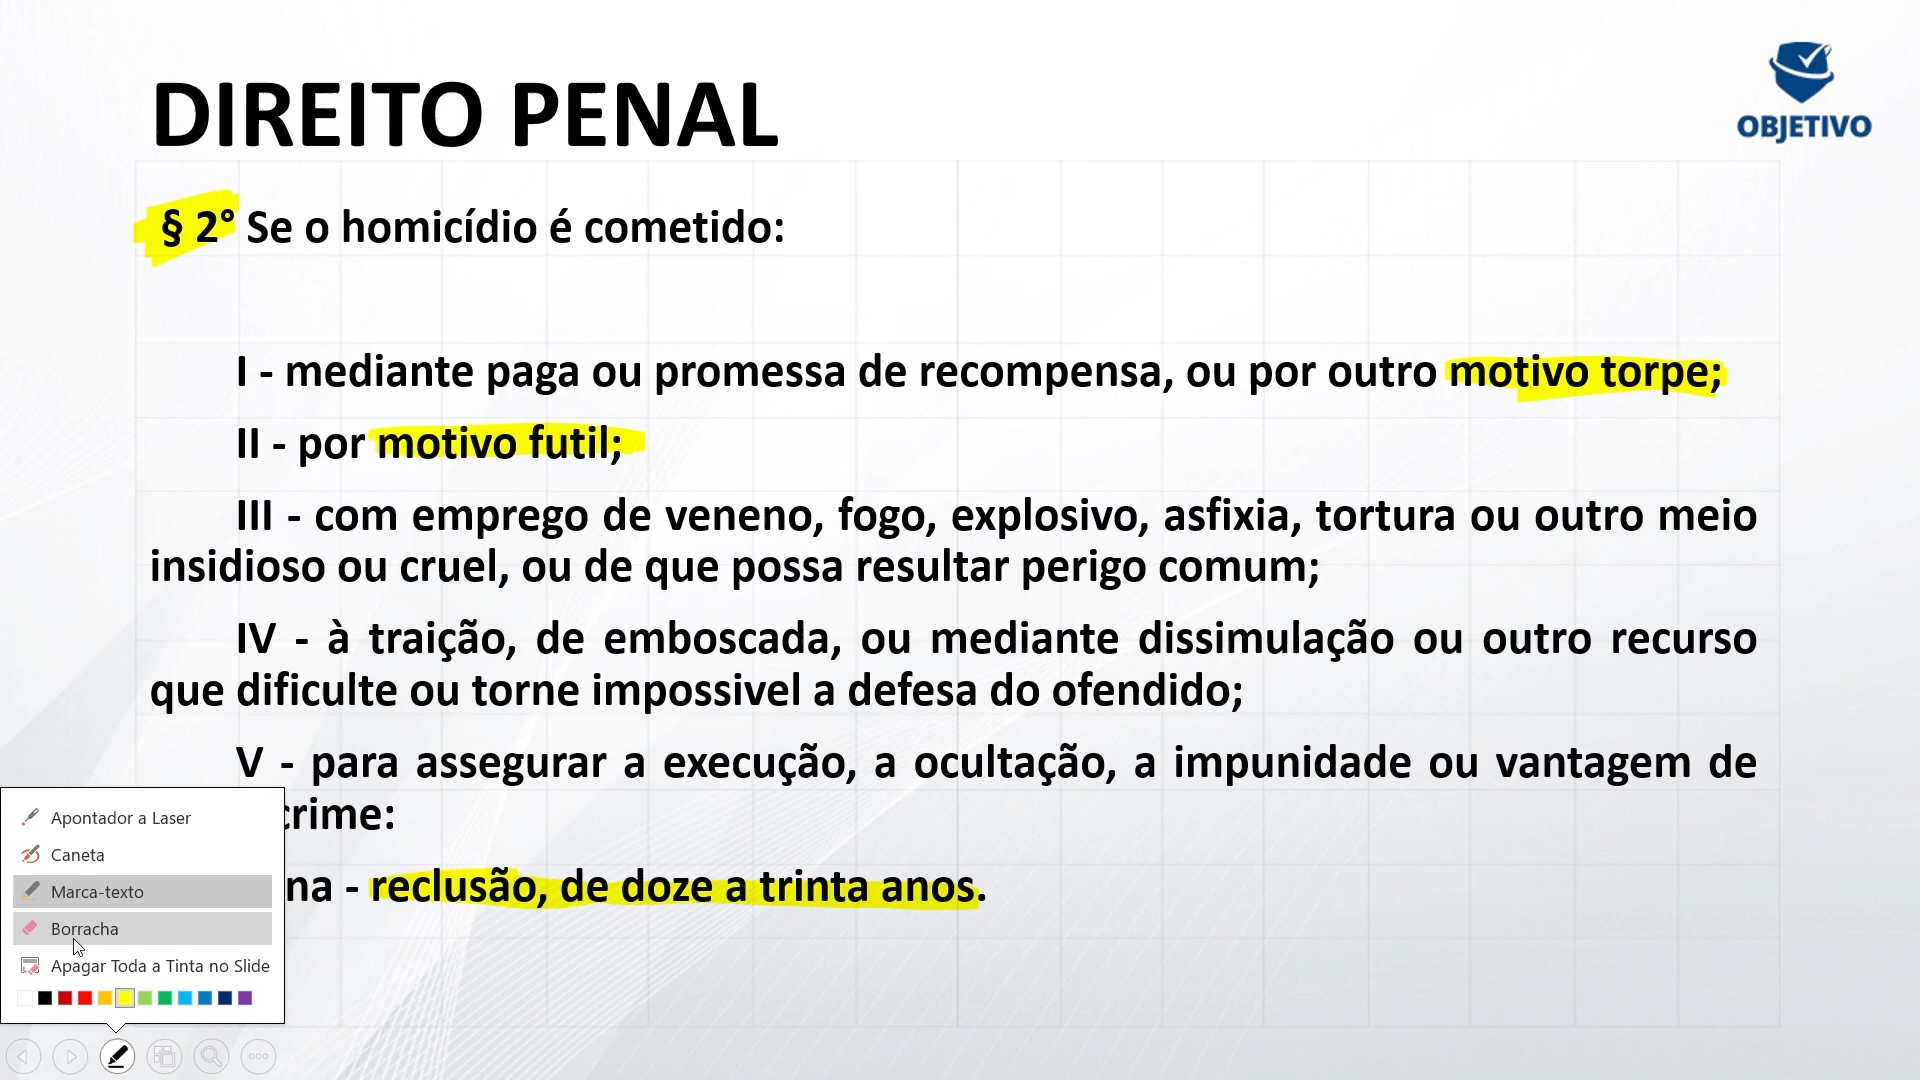 DIREITO PENAL
OBJETIVO
§ 2° Se o homicídio é cometido:
I - mediante paga ou promessa de recompensa, ou por outro motivo torpe;
II - por motivo futil;
III - com emprego de veneno, fogo, explosivo, asfixia, tortura ou outro meio
insidioso ou cruel, ou de que possa resultar perigo comum;
IV - à traição, de emboscada, ou mediante dissimulação ou outro recurso
que dificulte ou torne impossivel a defesa do ofendido;
V - para assegurar a execução, a ocultação, a impunidade ou vantagem de
crime:
na - reclusão, de doze a trinta anos.
Apontador a Laser
Caneta
Marca-texto
Borracha
Apagar Toda a Tinta no Slide